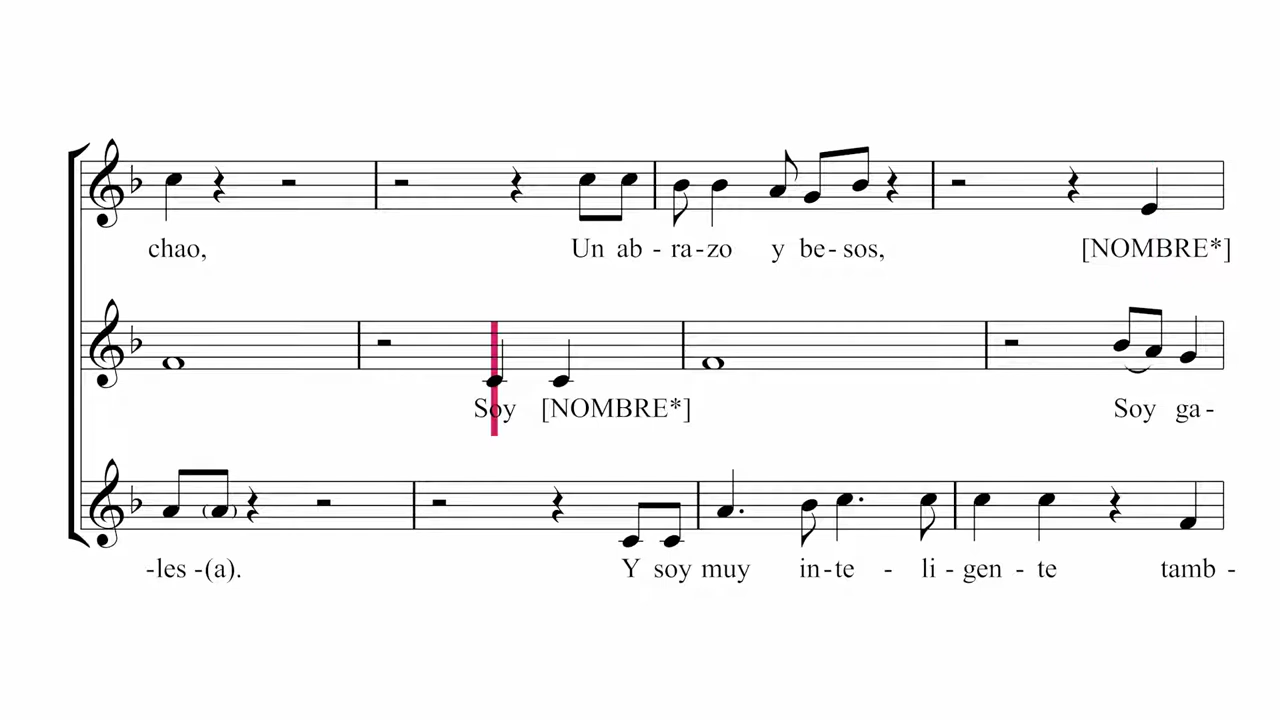 chao, Un ab - ra - zo y be - sos, [NOMBRE*]
Soy [NOMBRE*] Soy ga -
-les -(a). Y soy muy in - te - li - gen - te tamb -